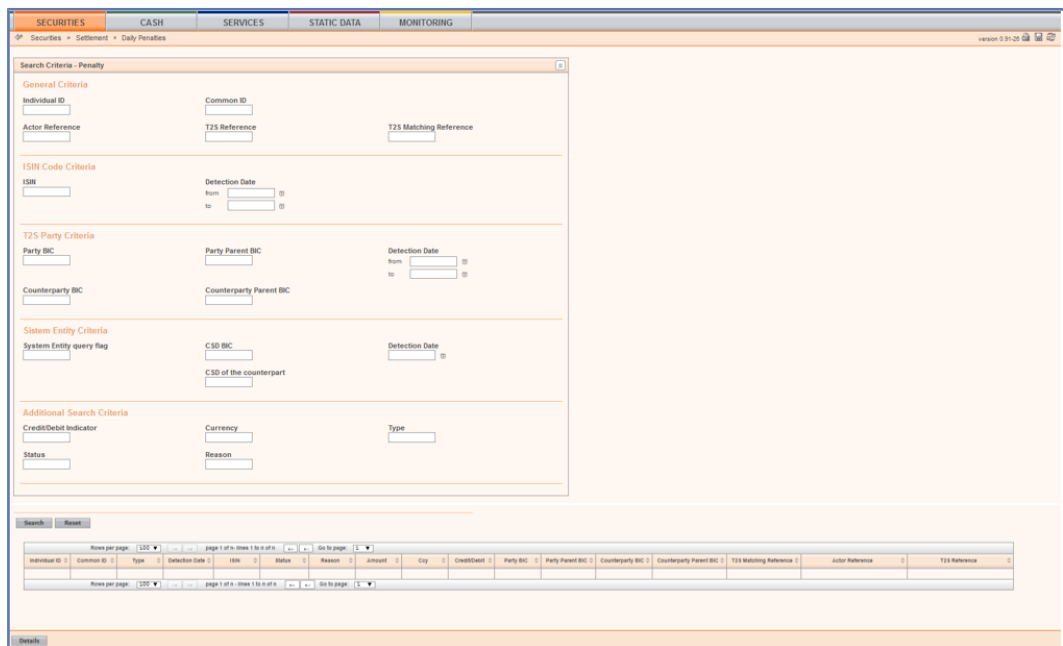 SECURITIES CASH SERVICES STATIC DATA MONITORING
Securities » Settlement » Daily Penalties version 0.91-26
Search Criteria - Penalty
General Criteria
Individual ID Common ID
Actor Reference T2S Reference T2S Matching Reference
ISIN Code Criteria
ISIN Detection Date
from
to
T2S Party Criteria
Party BIC Party Parent BIC Detection Date
from
to
Counterparty BIC Counterparty Parent BIC
Sistem Entity Criteria
System Entity query flag CSD BIC Detection Date
CSD of the counterpart
Additional Search Criteria
Credit/Debit Indicator Currency Type
Status Reason
Search Reset
Rows per page: 100 page 1 of n- lines 1 to n of n Go to page: 1
Individual ID Common ID Type Detection Date ISIN Status Reason Amount Ccy Credit/Debit Party BIC Party Parent BIC Counterparty BIC Counterparty Parent BIC T2S Matching Reference Actor Reference T2S Reference
Rows per page: 100 page 1 of n - lines 1 to n of n Go to page: 1
Details